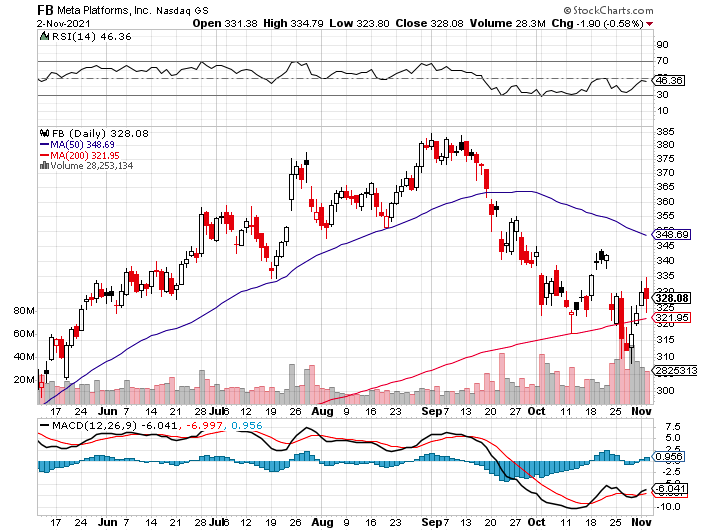 FB Meta Platforms, Inc. Nasdaq GS © StockCharts.com
2-Nov-2021 Open 331.38 High 334.79 Low 323.80 Close 328.08 Volume 28.3M Chg -1.90 (-0.58%)
RSI(14) 46.36
90
70
50
46.36
30
10
FB (Daily) 328.08
MA(50) 348.69
MA(200) 321.95
Volume 28,253,134
385
380
375
370
365
360
355
350
348.69
345
340
335
330
328.08
325
321.95
320
315
310
305
28253134
300
80M
60M
40M
20M
17 24 Jun 7 14 21 28 Jul 6 12 19 26 Aug 9 16 23 Sep 7 13 20 27 Oct 11 18 25 Nov
MACD(12,26,9) -6.041, -6.997, 0.956
7.5
5.0
2.5
0.956
0.0
-2.5
-5.0
-6.041
-10.0
17 24 Jun 7 14 21 28 Jul 6 12 19 26 Aug 9 16 23 Sep 7 13 20 27 Oct 11 18 25 Nov